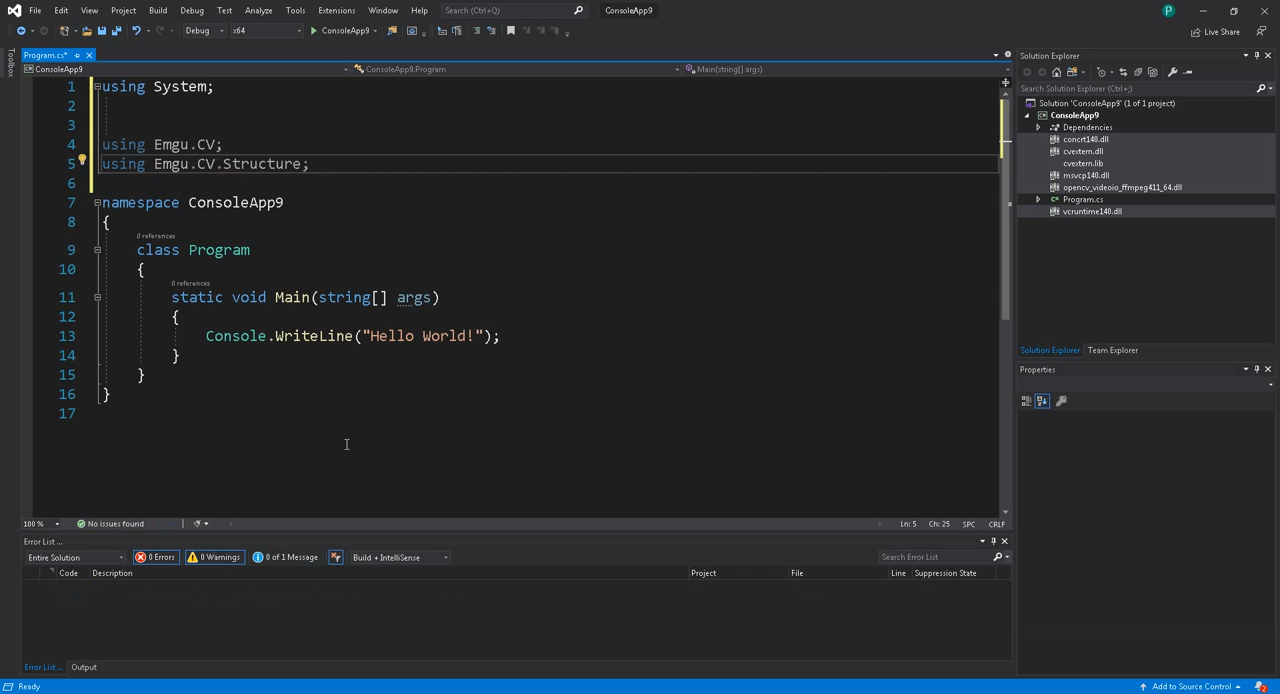 File Edit View Project Build Debug Test Analyze Tools Extensions Window Help Search (Ctrl+Q) ConsoleApp9 P
Debug x64 ConsoleApp9 Live Share
Toolbox
Program.cs*
ConsoleApp9 ConsoleApp9.Program Main(string[] args)
1 using System;
2
3
4 using Emgu.CV;
5 using Emgu.CV.Structure;
6
7 namespace ConsoleApp9
8 {
0 references
9 class Program
10 {
0 references
11 static void Main(string[] args)
12 {
13 Console.WriteLine("Hello World!");
14 }
15 }
16 }
17
100 % No issues found Ln: 5 Ch: 25 SPC CRLF
Error List ...
Entire Solution 0 Errors 0 Warnings 0 of 1 Message Build + IntelliSense Search Error List
Code Description Project File Line Suppression State
Error List ... Output
Ready Add to Source Control 2
Solution Explorer
Search Solution Explorer (Ctrl+;)
Solution 'ConsoleApp9' (1 of 1 project)
ConsoleApp9
Dependencies
concrt140.dll
cvextern.dll
cvextern.lib
msvcp140.dll
opencv_videoio_ffmpeg411_64.dll
Program.cs
vcruntime140.dll
Solution Explorer Team Explorer
Properties